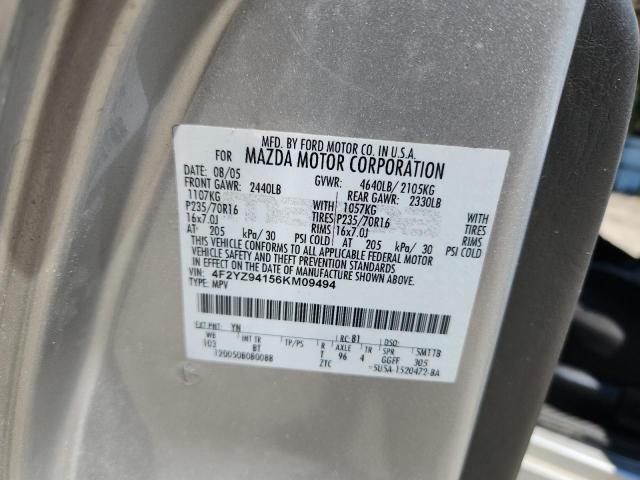 MFD. BY FORD MOTOR CO. IN U.S.A.
FOR MAZDA MOTOR CORPORATION
DATE: 08/05 GVWR: 4640LB/2105KG
FRONT GAWR: 2440LB REAR GAWR: 2330LB
1107KG WITH 1057KG WITH
P235/70R16 TIRES P235/70R16 TIRES
16x7.0J RIMS 16x7.0J RIMS
AT 205 kPa/ 30 PSI COLD AT 205 kPa/ 30 PSI COLD
THIS VEHICLE CONFORMS TO ALL APPLICABLE FEDERAL MOTOR
VEHICLE SAFETY AND THEFT PREVENTION STANDARDS
IN EFFECT ON THE DATE OF MANUFACTURE SHOWN ABOVE.
VIN: 4F2YZ94156KM09494
TYPE: MPV
EXT PNT: YN RC: 81 DSO:
WB INT TR TP/PS R AXLE TR SPR SMTTB
103 BT T 96 4 GGFF 305
ZTC
5U5A-1520472-BA